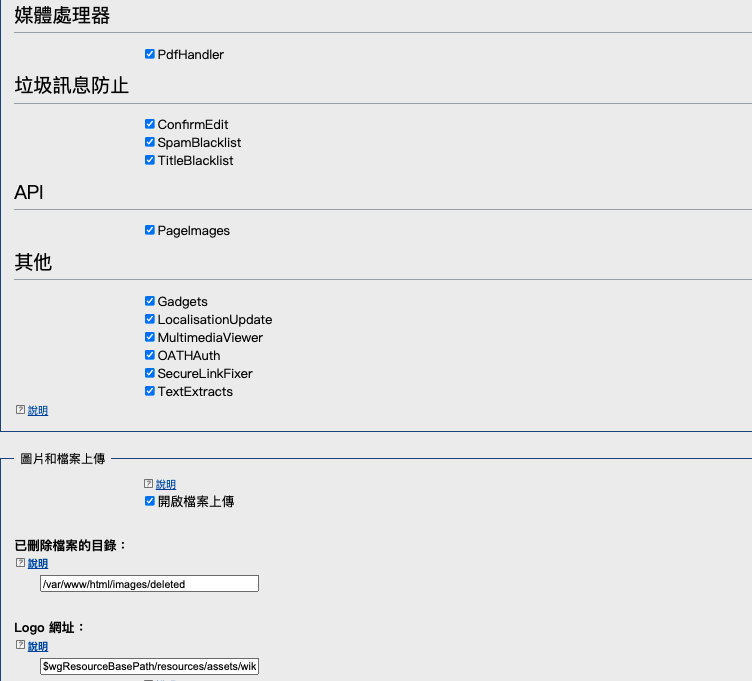 媒體處理器
PdfHandler
垃圾訊息防止
ConfirmEdit
SpamBlacklist
TitleBlacklist
API
PageImages
其他
Gadgets
LocalisationUpdate
MultimediaViewer
OATHAuth
SecureLinkFixer
TextExtracts
? 說明
圖片和檔案上傳
? 說明
開啟檔案上傳
已刪除檔案的目錄：
? 說明
/var/www/html/images/deleted
Logo 網址：
? 說明
$wgResourceBasePath/resources/assets/wik